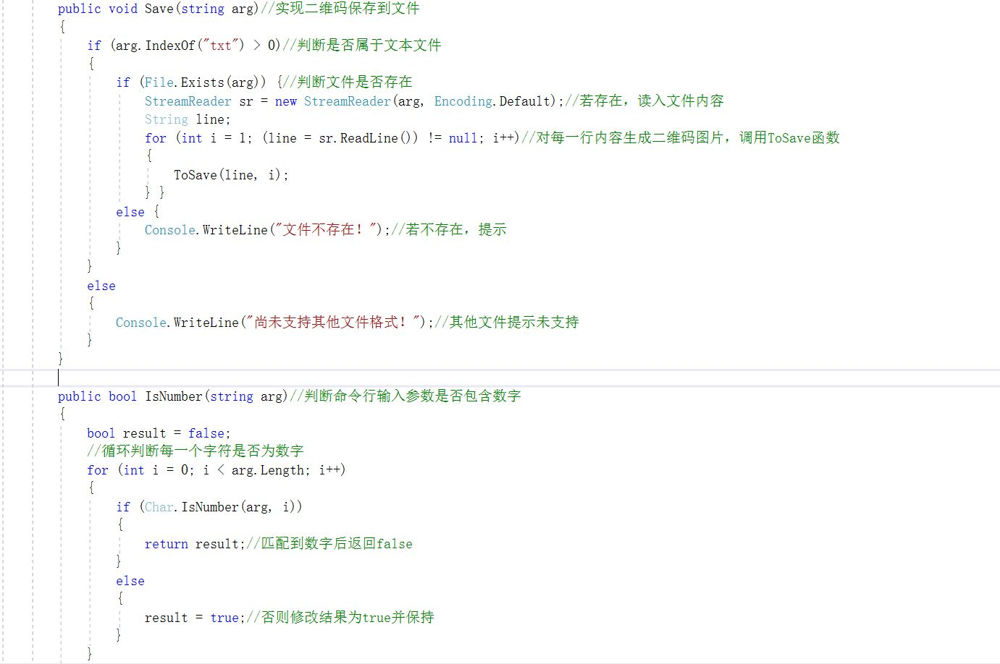 public void Save(string arg)//实现二维码保存到文件
{
if (arg.IndexOf("txt") > 0)//判断是否属于文本文件
{
if (File.Exists(arg)) {//判断文件是否存在
StreamReader sr = new StreamReader(arg, Encoding.Default);//若存在，读入文件内容
String line;
for (int i = 1; (line = sr.ReadLine()) != null; i++)//对每一行内容生成二维码图片，调用ToSave函数
{
ToSave(line, i);
} }
else {
Console.WriteLine("文件不存在！");//若不存在，提示
}
}
else
{
Console.WriteLine("尚未支持其他文件格式！");//其他文件提示未支持
}
}
public bool IsNumber(string arg)//判断命令行输入参数是否包含数字
{
bool result = false;
//循环判断每一个字符是否为数字
for (int i = 0; i < arg.Length; i++)
{
if (Char.IsNumber(arg, i))
{
return result;//匹配到数字后返回false
}
else
{
result = true;//否则修改结果为true并保持
}
}